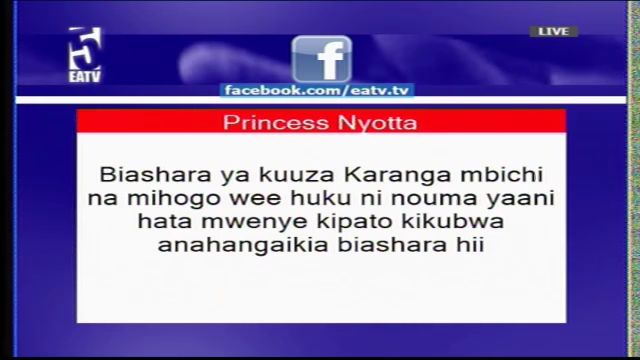 5
EATV
LIVE
f
facebook.com/eatv.tv
Princess Nyotta
Biashara ya kuuza Karanga mbichi
na mihogo wee huku ni nouma yaani
hata mwenye kipato kikubwa
anahangaikia biashara hii